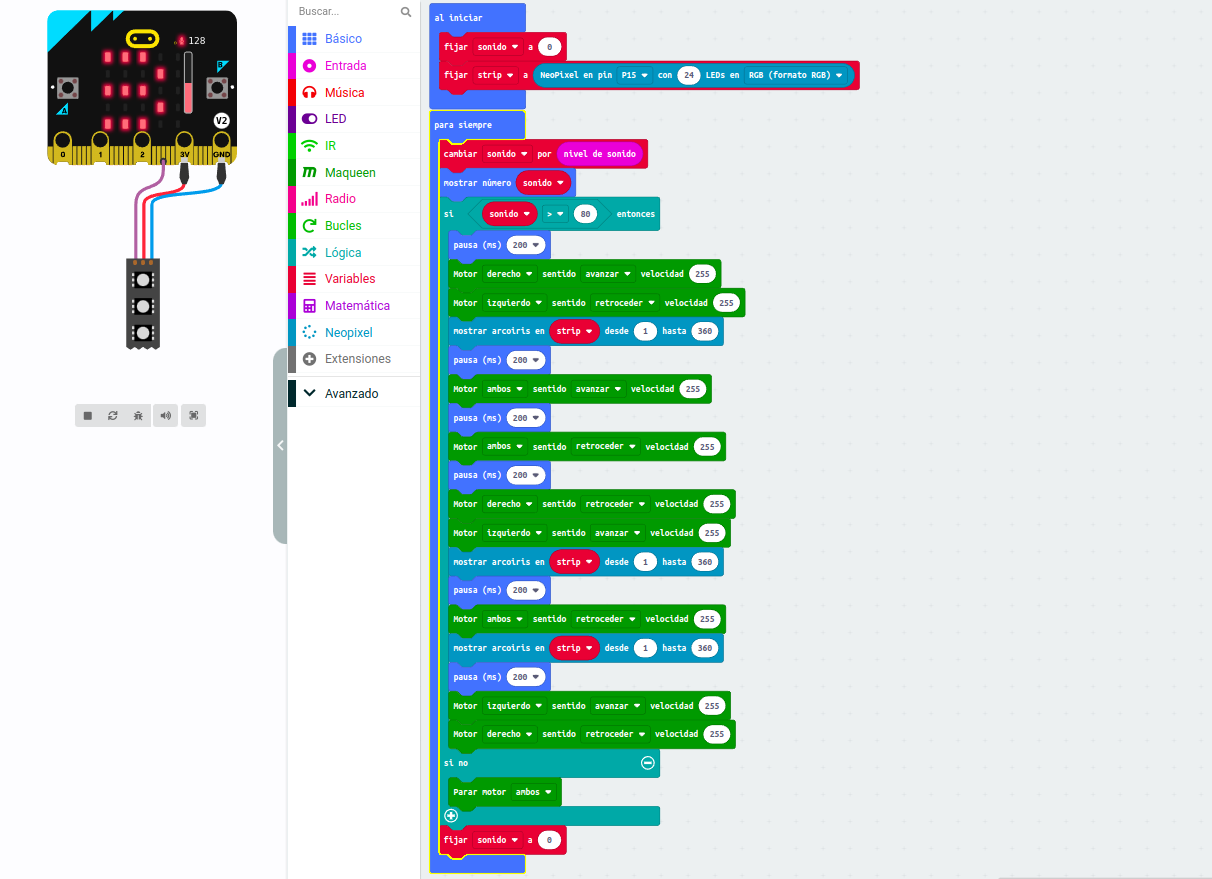 128
B
A
V2
0
1
2
3V
GND
Buscar...
Básico
Entrada
Música
LED
IR
Maqueen
Radio
Bucles
Lógica
Variables
Matemática
Neopixel
Extensiones
Avanzado
al iniciar
fijar sonido a 0
fijar strip a NeoPixel en pin P15 con 24 LEDs en RGB (formato RGB)
para siempre
cambiar sonido por nivel de sonido
mostrar número sonido
si sonido > 80 entonces
pausa (ms) 200
Motor derecho sentido avanzar velocidad 255
Motor izquierdo sentido retroceder velocidad 255
mostrar arcoiris en strip desde 1 hasta 360
pausa (ms) 200
Motor ambos sentido avanzar velocidad 255
pausa (ms) 200
Motor ambos sentido retroceder velocidad 255
pausa (ms) 200
Motor derecho sentido retroceder velocidad 255
Motor izquierdo sentido avanzar velocidad 255
mostrar arcoiris en strip desde 1 hasta 360
pausa (ms) 200
Motor ambos sentido retroceder velocidad 255
mostrar arcoiris en strip desde 1 hasta 360
pausa (ms) 200
Motor izquierdo sentido avanzar velocidad 255
Motor derecho sentido retroceder velocidad 255
si no
Parar motor ambos
fijar sonido a 0